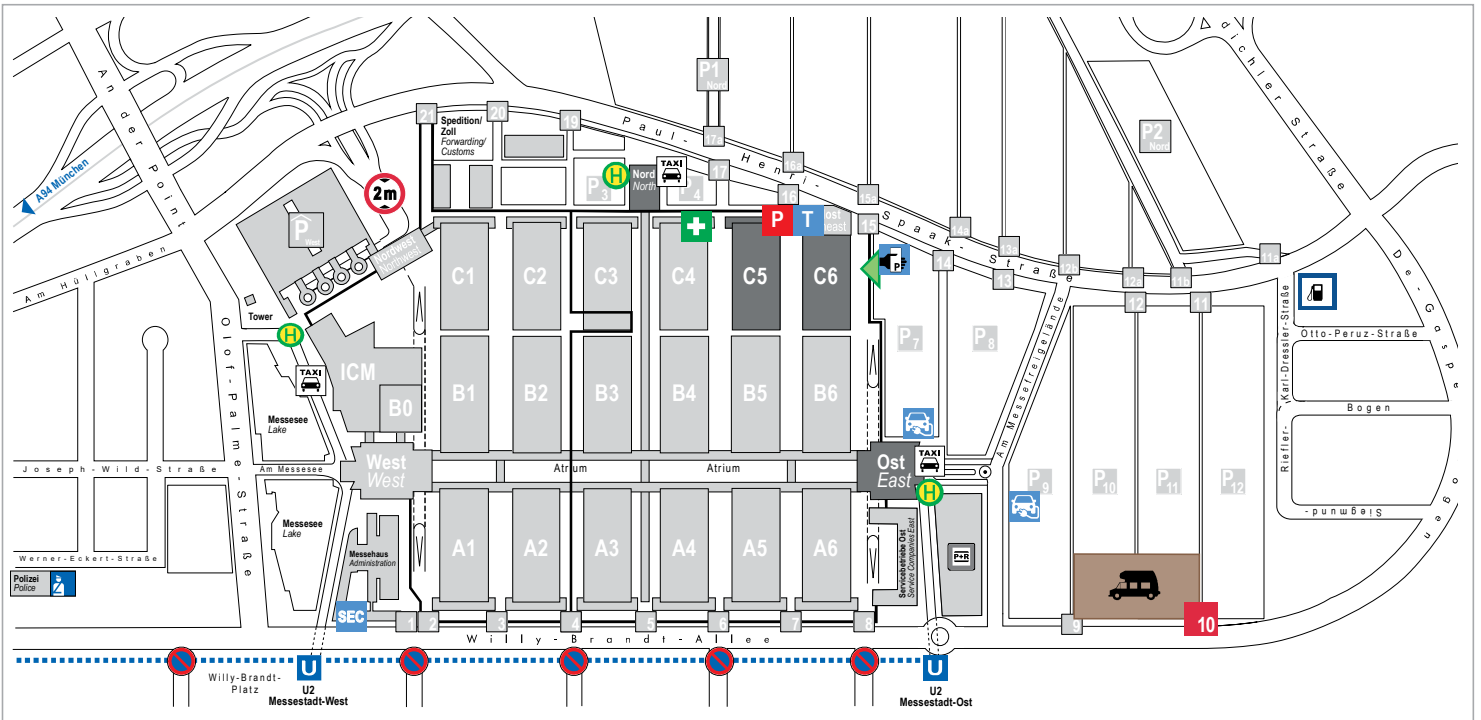 An der Point
A94 München
Am Hüllgraben
Olof-Palme-Straße
Joseph-Wild-Straße
Am Messesee
Werner-Eckert-Straße
Polizei
Police
P
West
2m
Nordwest
Northwest
Tower
H
TAXI
ICM
B0
Messesee
Lake
West
West
Messesee
Lake
Messehaus
Administration
SEC
21
20
19
Spedition/
Zoll
Forwarding/
Customs
P3
H
Nord
North
TAXI
P4
P1
Nord
17a
17
16a
16
15a
15
14a
14
13a
13
12b
12a
11b
11a
12
11
Paul-Henri-Spaak-Straße
P2
Nord
P
T
ost
east
P
C1
C2
C3
C4
C5
C6
B1
B2
B3
B4
B5
B6
Atrium
Atrium
A1
A2
A3
A4
A5
A6
Ost
East
TAXI
H
Servicebetriebe Ost
Service Companies East
P+R
P7
P8
P9
P10
P11
P12
Am Messefreigelände
dichler Straße
De-Gaspe
ogen
Otto-Peruz-Straße
Karl-Dressler-Straße
Riefler-
Bogen
Siegmund-
1
2
3
4
5
6
7
8
9
10
Willy-Brandt-Allee
Willy-Brandt-
Platz
U
U2
Messestadt-West
U
U2
Messestadt-Ost